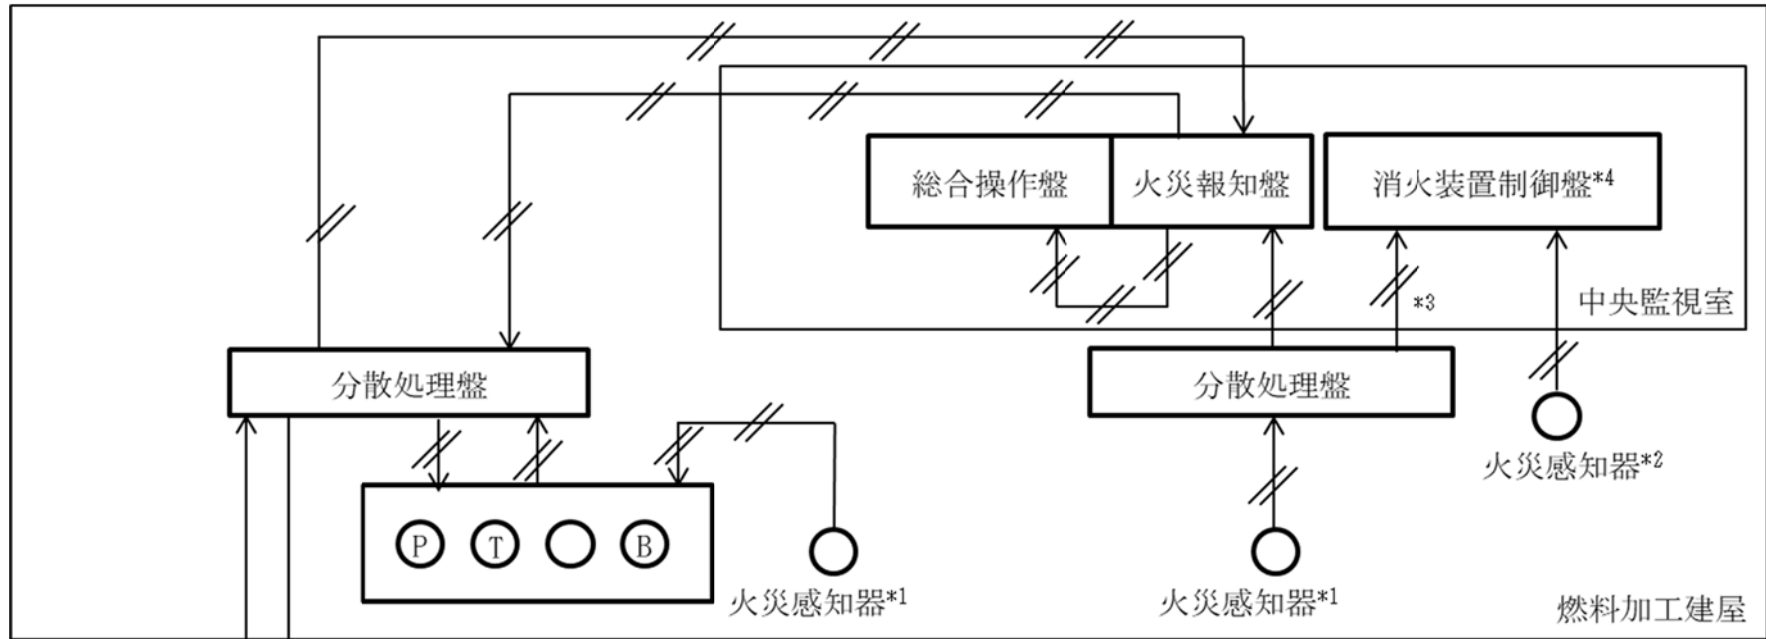 総合操作盤
火災報知盤
消火装置制御盤*4
*3
中央監視室
分散処理盤
分散処理盤
火災感知器*2
P
T
B
火災感知器*1
火災感知器*1
燃料加工建屋